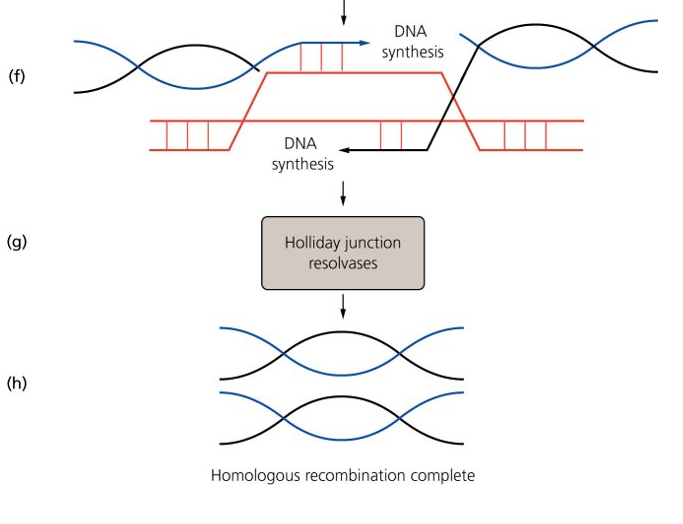 DNA
synthesis
(f)
DNA
synthesis
(g)
Holliday junction
resolvases
(h)
Homologous recombination complete